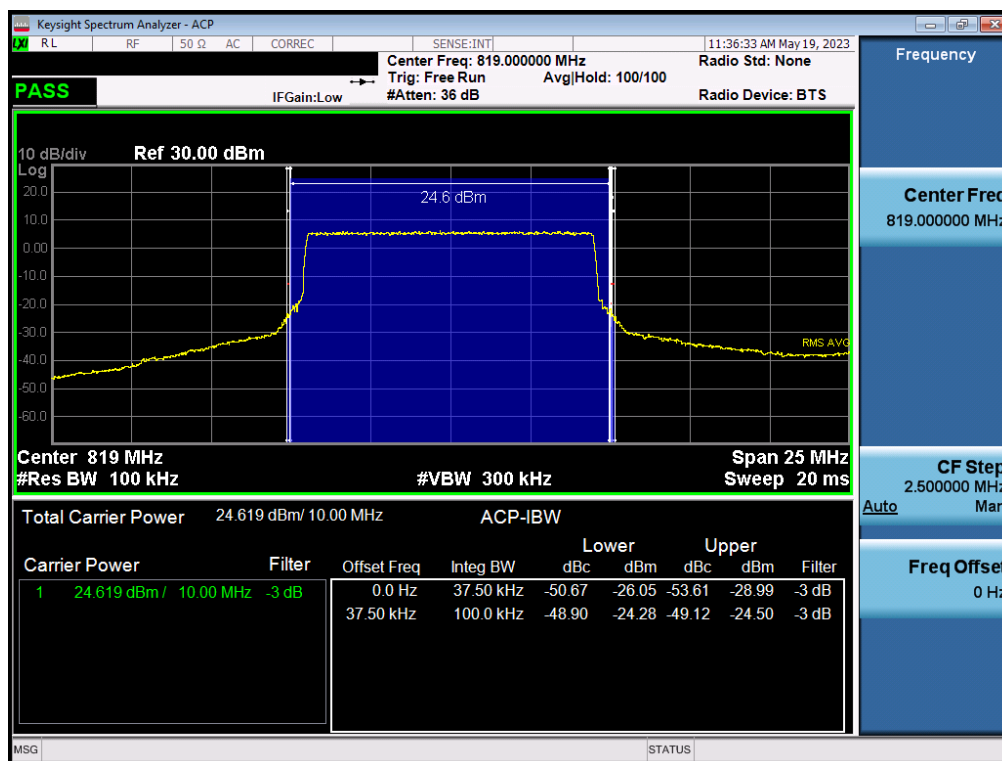 Keysight Spectrum Analyzer - ACP
LXI RL RF 50 Ω AC CORREC SENSE:INT 11:36:33 AM May 19, 2023
Center Freq: 819.000000 MHz Radio Std: None
Trig: Free Run Avg|Hold: 100/100
PASS IFGain:Low #Atten: 36 dB Radio Device: BTS
10 dB/div Ref 30.00 dBm
Log
20.0
24.6 dBm
10.0
0.00
-10.0
-20.0
-30.0
RMS AVG
-40.0
-50.0
-60.0
Center 819 MHz Span 25 MHz
#Res BW 100 kHz #VBW 300 kHz Sweep 20 ms
Total Carrier Power 24.619 dBm/ 10.00 MHz ACP-IBW
Lower Upper
Carrier Power Filter Offset Freq Integ BW dBc dBm dBc dBm Filter
1 24.619 dBm / 10.00 MHz -3 dB 0.0 Hz 37.50 kHz -50.67 -26.05 -53.61 -28.99 -3 dB
37.50 kHz 100.0 kHz -48.90 -24.28 -49.12 -24.50 -3 dB
MSG STATUS
Frequency
Center Freq
819.000000 MHz
CF Step
2.500000 MHz
Auto Man
Freq Offset
0 Hz